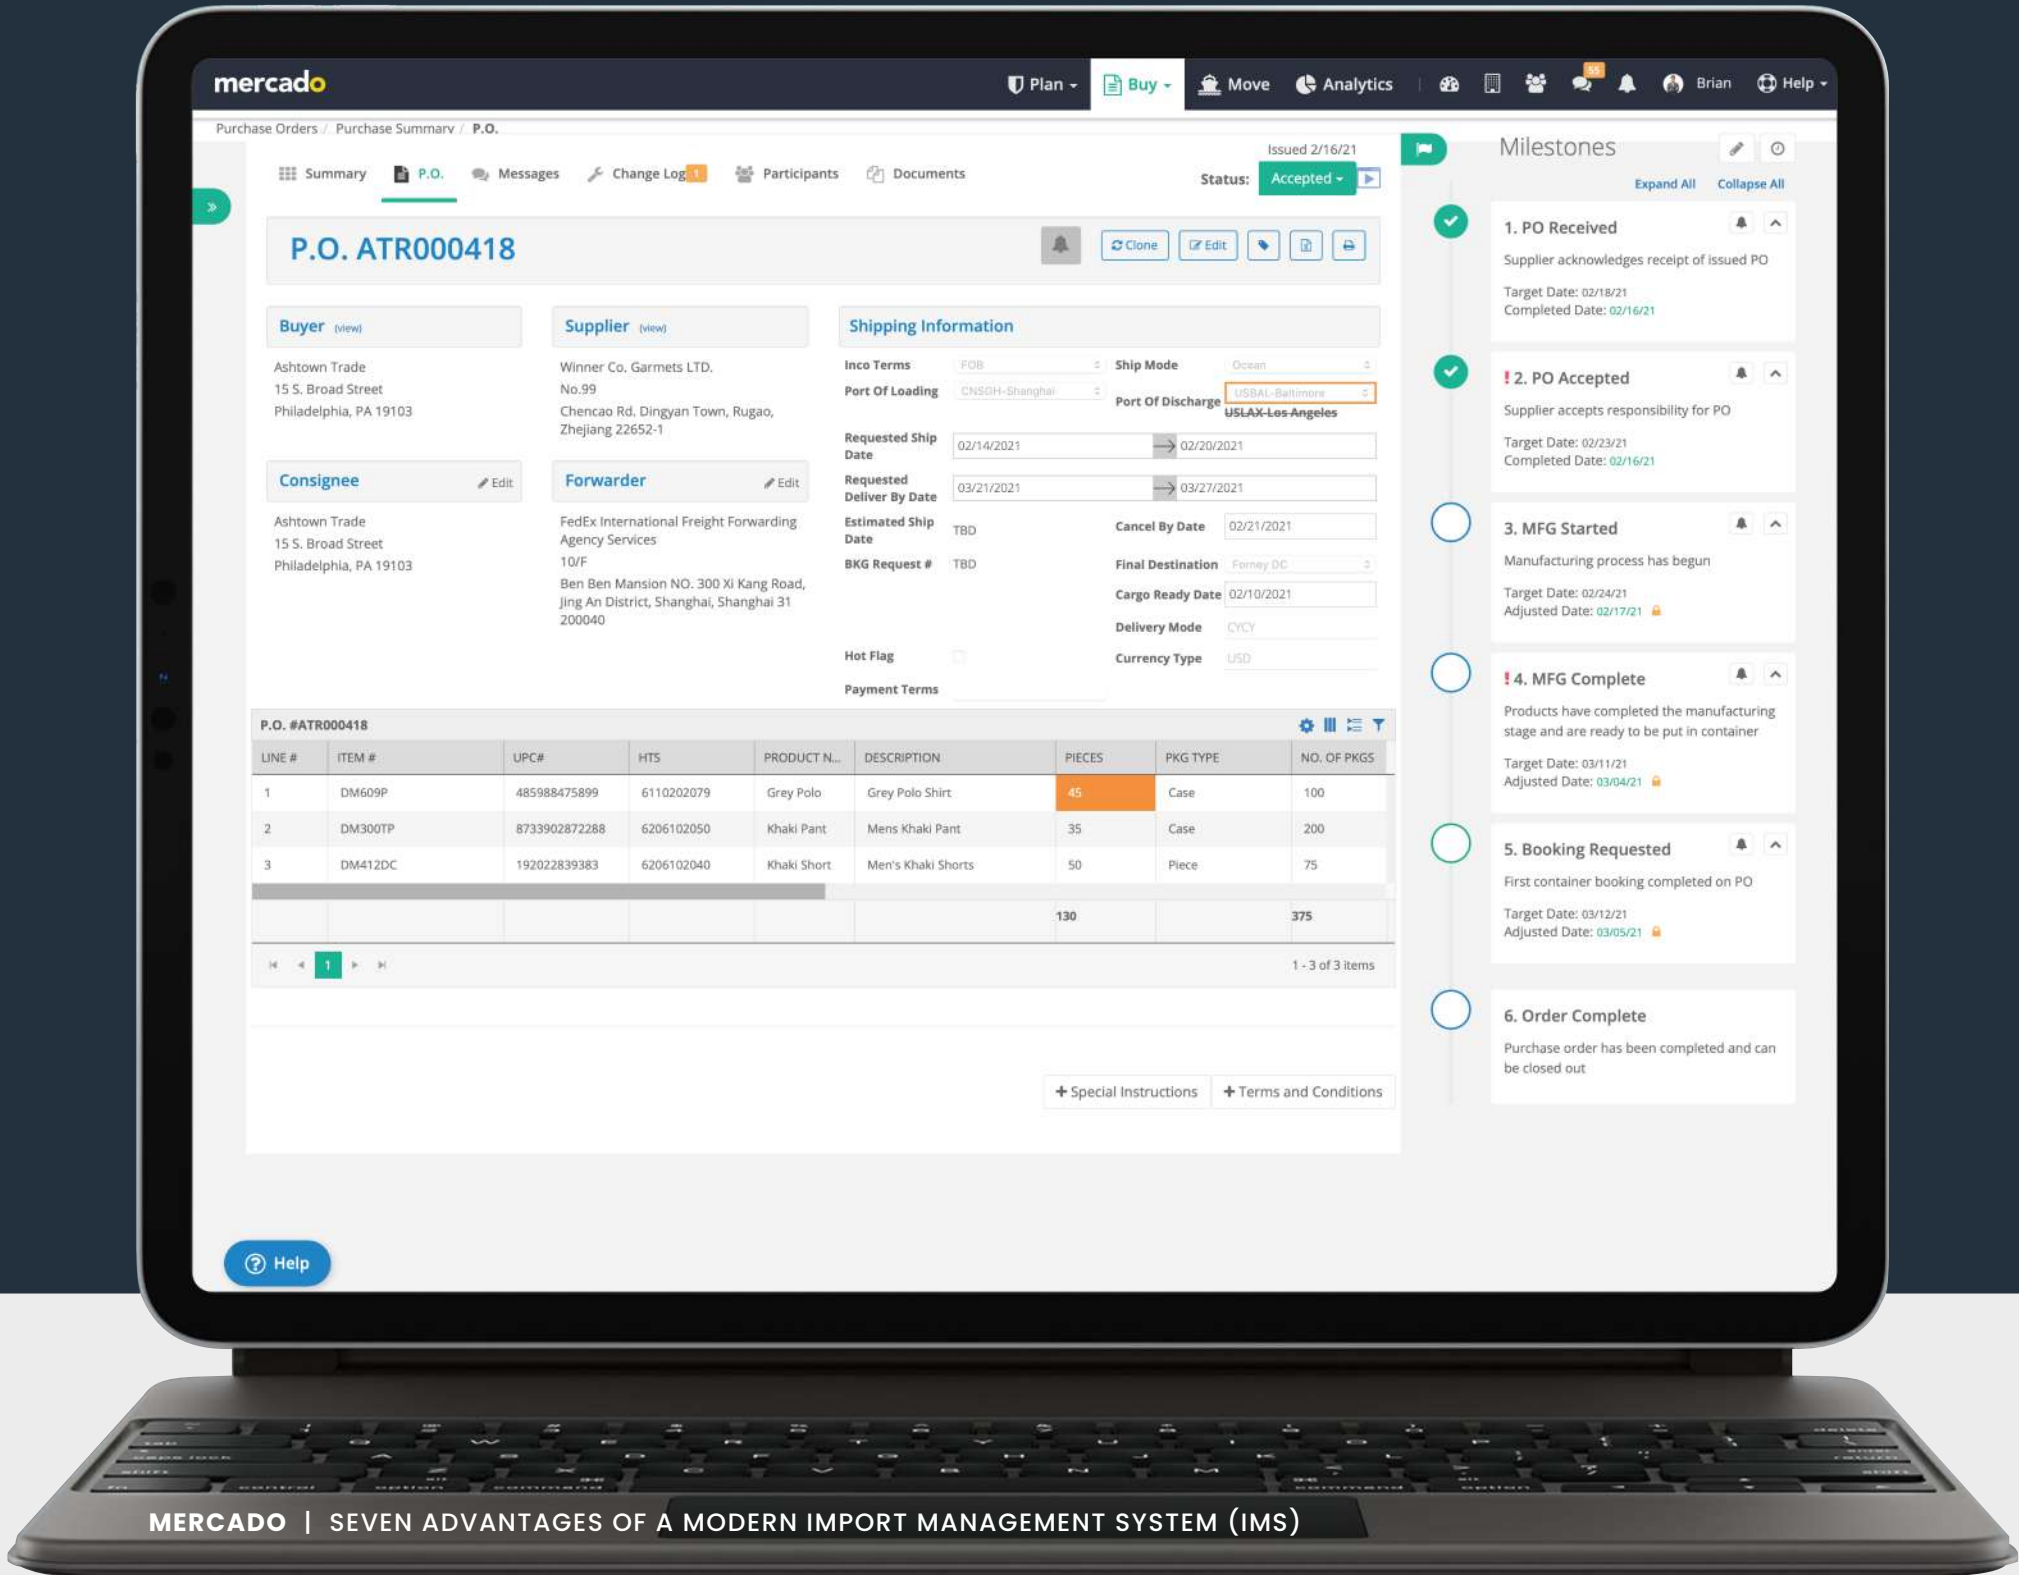 mercado
Plan
Buy
Move
Analytics
55
Brian
Help
Purchase Orders / Purchase Summary / P.O.
Summary
P.O.
Messages
Change Log 1
Participants
Documents
Issued 2/16/21
Status: Accepted
P.O. ATR000418
Clone
Edit
Buyer (view)
Ashtown Trade
15 S. Broad Street
Philadelphia, PA 19103
Supplier (view)
Winner Co. Garmets LTD.
No.99
Chencao Rd. Dingyan Town, Rugao,
Zhejiang 22652-1
Consignee Edit
Ashtown Trade
15 S. Broad Street
Philadelphia, PA 19103
Forwarder Edit
FedEx International Freight Forwarding
Agency Services
10/F
Ben Ben Mansion NO. 300 Xi Kang Road,
Jing An District, Shanghai, Shanghai 31
200040
Shipping Information
Inco Terms FOB
Ship Mode Ocean
Port Of Loading CNSGH-Shanghai
Port Of Discharge USBAL-Baltimore
USLAX-Los Angeles
Requested Ship
Date
02/14/2021 → 02/20/2021
Requested
Deliver By Date
03/21/2021 → 03/27/2021
Estimated Ship
Date
TBD
Cancel By Date 02/21/2021
BKG Request # TBD
Final Destination Forney DC
Cargo Ready Date 02/10/2021
Delivery Mode CYCY
Hot Flag
Currency Type USD
Payment Terms
P.O. #ATR000418
LINE # ITEM # UPC# HTS PRODUCT N... DESCRIPTION PIECES PKG TYPE NO. OF PKGS
1 DM609P 485988475899 6110202079 Grey Polo Grey Polo Shirt 45 Case 100
2 DM300TP 8733902872288 6206102050 Khaki Pant Mens Khaki Pant 35 Case 200
3 DM412DC 192022839383 6206102040 Khaki Short Men's Khaki Shorts 50 Piece 75
130 375
1
1 - 3 of 3 items
+ Special Instructions
+ Terms and Conditions
Milestones
Expand All Collapse All
1. PO Received
Supplier acknowledges receipt of issued PO
Target Date: 02/18/21
Completed Date: 02/16/21
! 2. PO Accepted
Supplier accepts responsibility for PO
Target Date: 02/23/21
Completed Date: 02/16/21
3. MFG Started
Manufacturing process has begun
Target Date: 02/24/21
Adjusted Date: 02/17/21
! 4. MFG Complete
Products have completed the manufacturing
stage and are ready to be put in container
Target Date: 03/11/21
Adjusted Date: 03/04/21
5. Booking Requested
First container booking completed on PO
Target Date: 03/12/21
Adjusted Date: 03/05/21
6. Order Complete
Purchase order has been completed and can
be closed out
? Help
MERCADO | SEVEN ADVANTAGES OF A MODERN IMPORT MANAGEMENT SYSTEM (IMS)